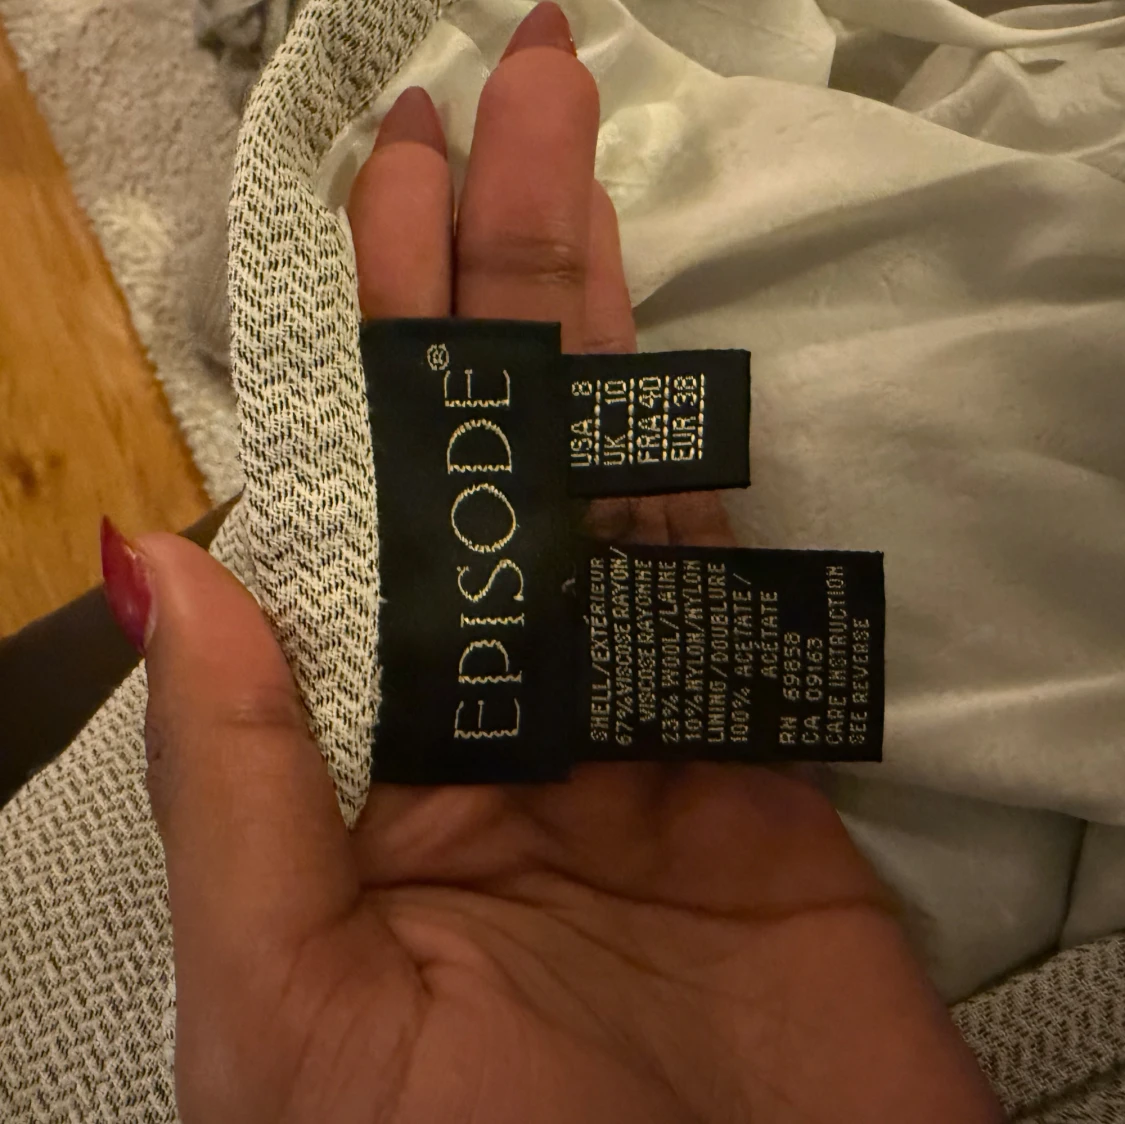 EPISODE®
USA 8
UK 10
FRA 40
EUR 38
SHELL/EXTÉRIEUR
67% VISCOSE RAYON/
VISCOSE RAYONNE
23% WOOL/LAINE
10% NYLON/NYLON
LINING/DOUBLURE
100% ACETATE/
ACÉTATE
RN 69858
CA 09163
CARE INSTRUCTION
SEE REVERSE